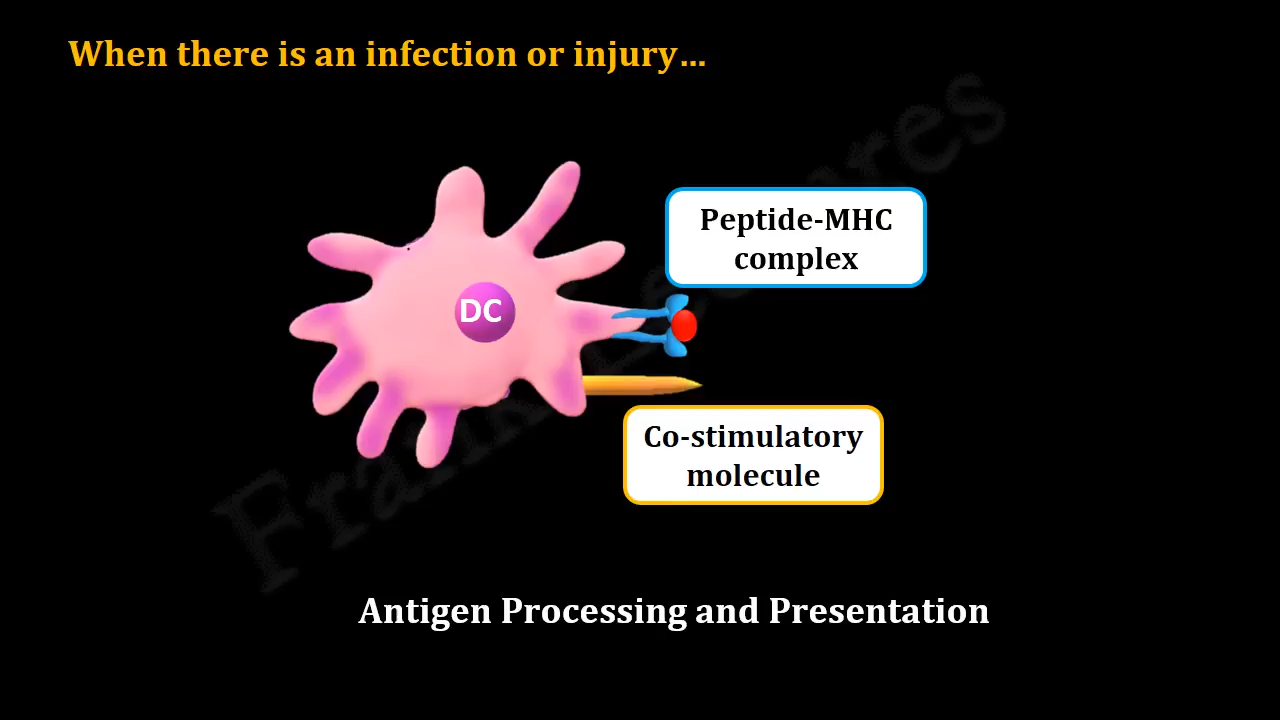 When there is an infection or injury...
Peptide-MHC
complex
DC
Co-stimulatory
molecule
Antigen Processing and Presentation